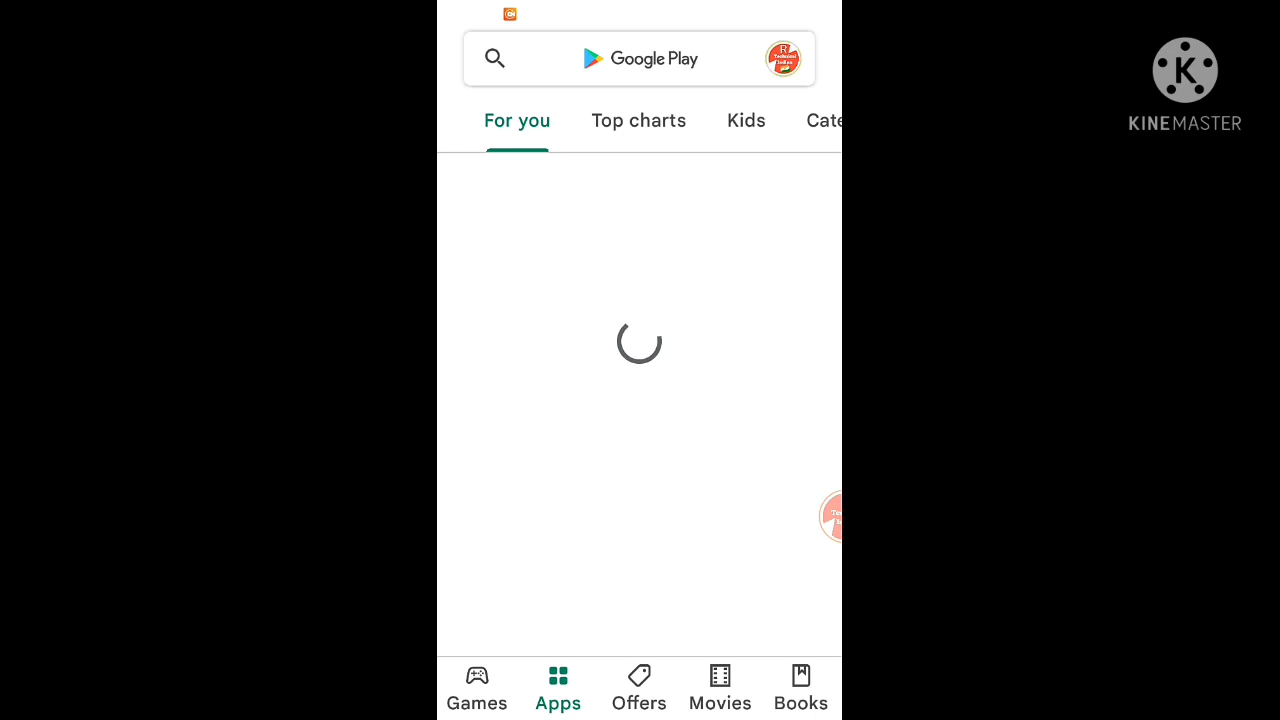 Google Play
For you Top charts Kids Cate
K
KINEMASTER
Games Apps Offers Movies Books